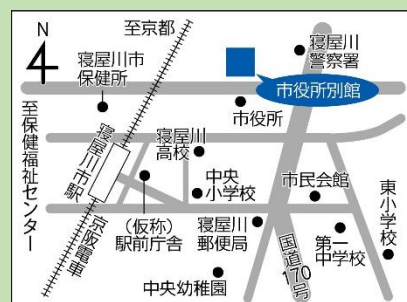 N
至京都
寝屋川市
保健所
寝屋川
警察署
市役所別館
市役所
至保健福祉センター
寝屋川市駅
寝屋川
高校
中央
小学校
市民会館
東小学校
(仮称)
駅前庁舎
京阪電車
寝屋川
郵便局
国道170号
第一
中学校
中央幼稚園